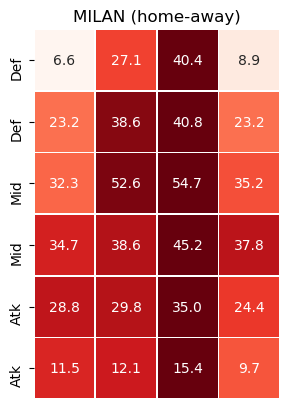 MILAN (home-away)
Def 6.6 27.1 40.4 8.9
Def 23.2 38.6 40.8 23.2
Mid 32.3 52.6 54.7 35.2
Mid 34.7 38.6 45.2 37.8
Atk 28.8 29.8 35.0 24.4
Atk 11.5 12.1 15.4 9.7